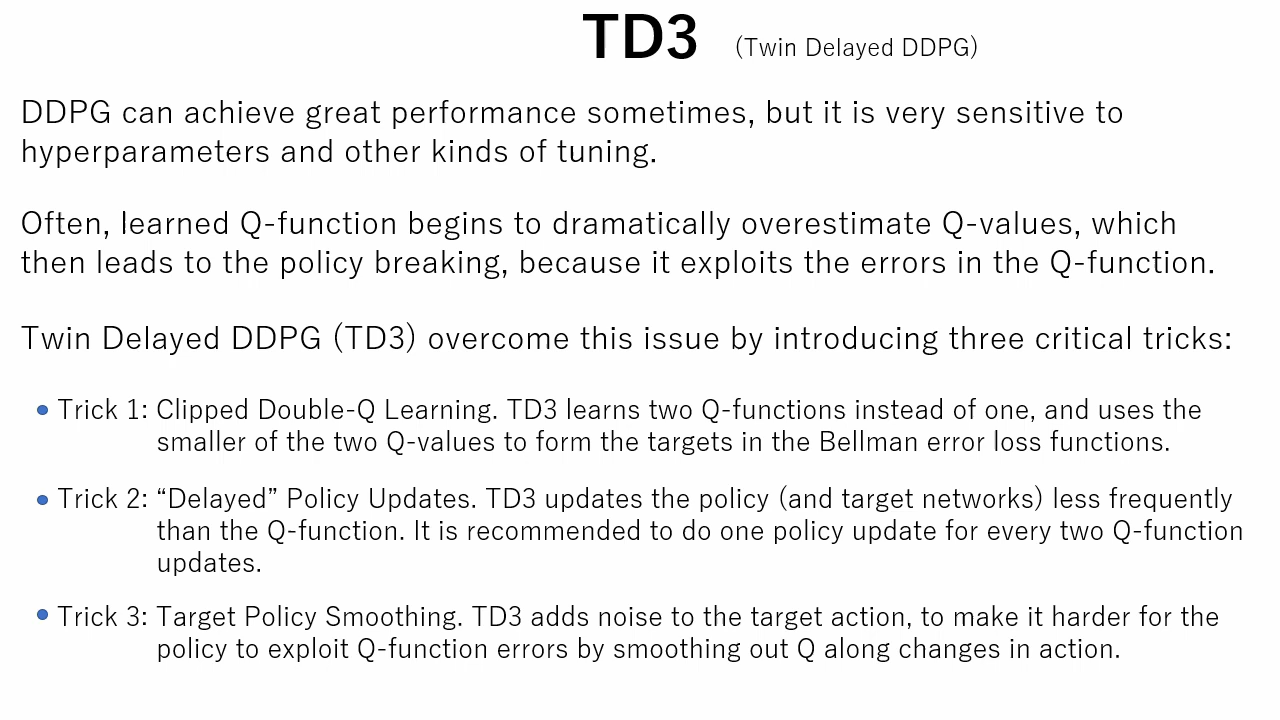 TD3 (Twin Delayed DDPG)
DDPG can achieve great performance sometimes, but it is very sensitive to
hyperparameters and other kinds of tuning.
Often, learned Q-function begins to dramatically overestimate Q-values, which
then leads to the policy breaking, because it exploits the errors in the Q-function.
Twin Delayed DDPG (TD3) overcome this issue by introducing three critical tricks:
• Trick 1: Clipped Double-Q Learning. TD3 learns two Q-functions instead of one, and uses the
smaller of the two Q-values to form the targets in the Bellman error loss functions.
• Trick 2: “Delayed” Policy Updates. TD3 updates the policy (and target networks) less frequently
than the Q-function. It is recommended to do one policy update for every two Q-function
updates.
• Trick 3: Target Policy Smoothing. TD3 adds noise to the target action, to make it harder for the
policy to exploit Q-function errors by smoothing out Q along changes in action.